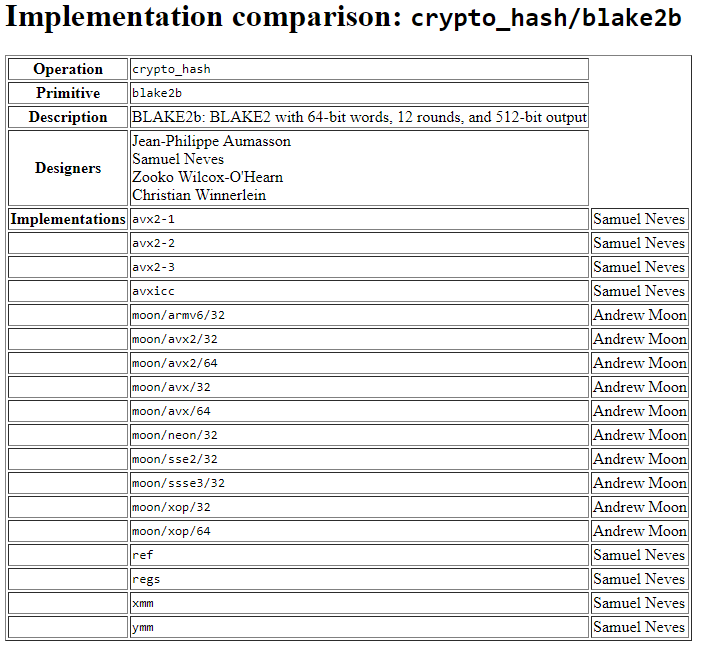 Implementation comparison: crypto_hash/blake2b
Operation crypto_hash
Primitive blake2b
Description BLAKE2b: BLAKE2 with 64-bit words, 12 rounds, and 512-bit output
Designers
Jean-Philippe Aumasson
Samuel Neves
Zooko Wilcox-O'Hearn
Christian Winnerlein
Implementations avx2-1 Samuel Neves
avx2-2 Samuel Neves
avx2-3 Samuel Neves
avxicc Samuel Neves
moon/armv6/32 Andrew Moon
moon/avx2/32 Andrew Moon
moon/avx2/64 Andrew Moon
moon/avx/32 Andrew Moon
moon/avx/64 Andrew Moon
moon/neon/32 Andrew Moon
moon/sse2/32 Andrew Moon
moon/ssse3/32 Andrew Moon
moon/xop/32 Andrew Moon
moon/xop/64 Andrew Moon
ref Samuel Neves
regs Samuel Neves
xmm Samuel Neves
ymm Samuel Neves